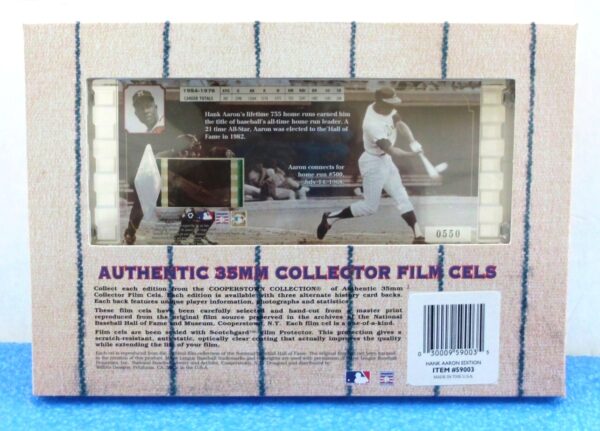 1954-1976
CAREER TOTALS
Hank Aaron's lifetime 755 home runs earned him
the title of baseball's all-time home run leader. A
21 time All-Star, Aaron was elected to the Hall of
Fame in 1982.
Aaron connects for
home run #500,
July 14, 1968
0550
AUTHENTIC 35MM COLLECTOR FILM CELS
Collect each edition from the COOPERSTOWN COLLECTION® of Authentic 35mm
Collector Film Cels. Each edition is available with three alternate history card backs.
Each back features unique player information, photographs and statistics.
These film cels have been carefully selected and hand-cut from a master print
reproduced from the original film source preserved in the archives of the National
Baseball Hall of Fame and Museum, Cooperstown, N.Y. Each film cel is a one-of-a-kind.
Film cels have been sealed with Scotchgard™ Film Protector. This protection gives a
scratch-resistant, anti-static, optically clear coating that actually improves the quality
while extending the life of your film.
0 30009 59003 5
HANK AARON EDITION
ITEM #59003
MADE IN THE U.S.A.